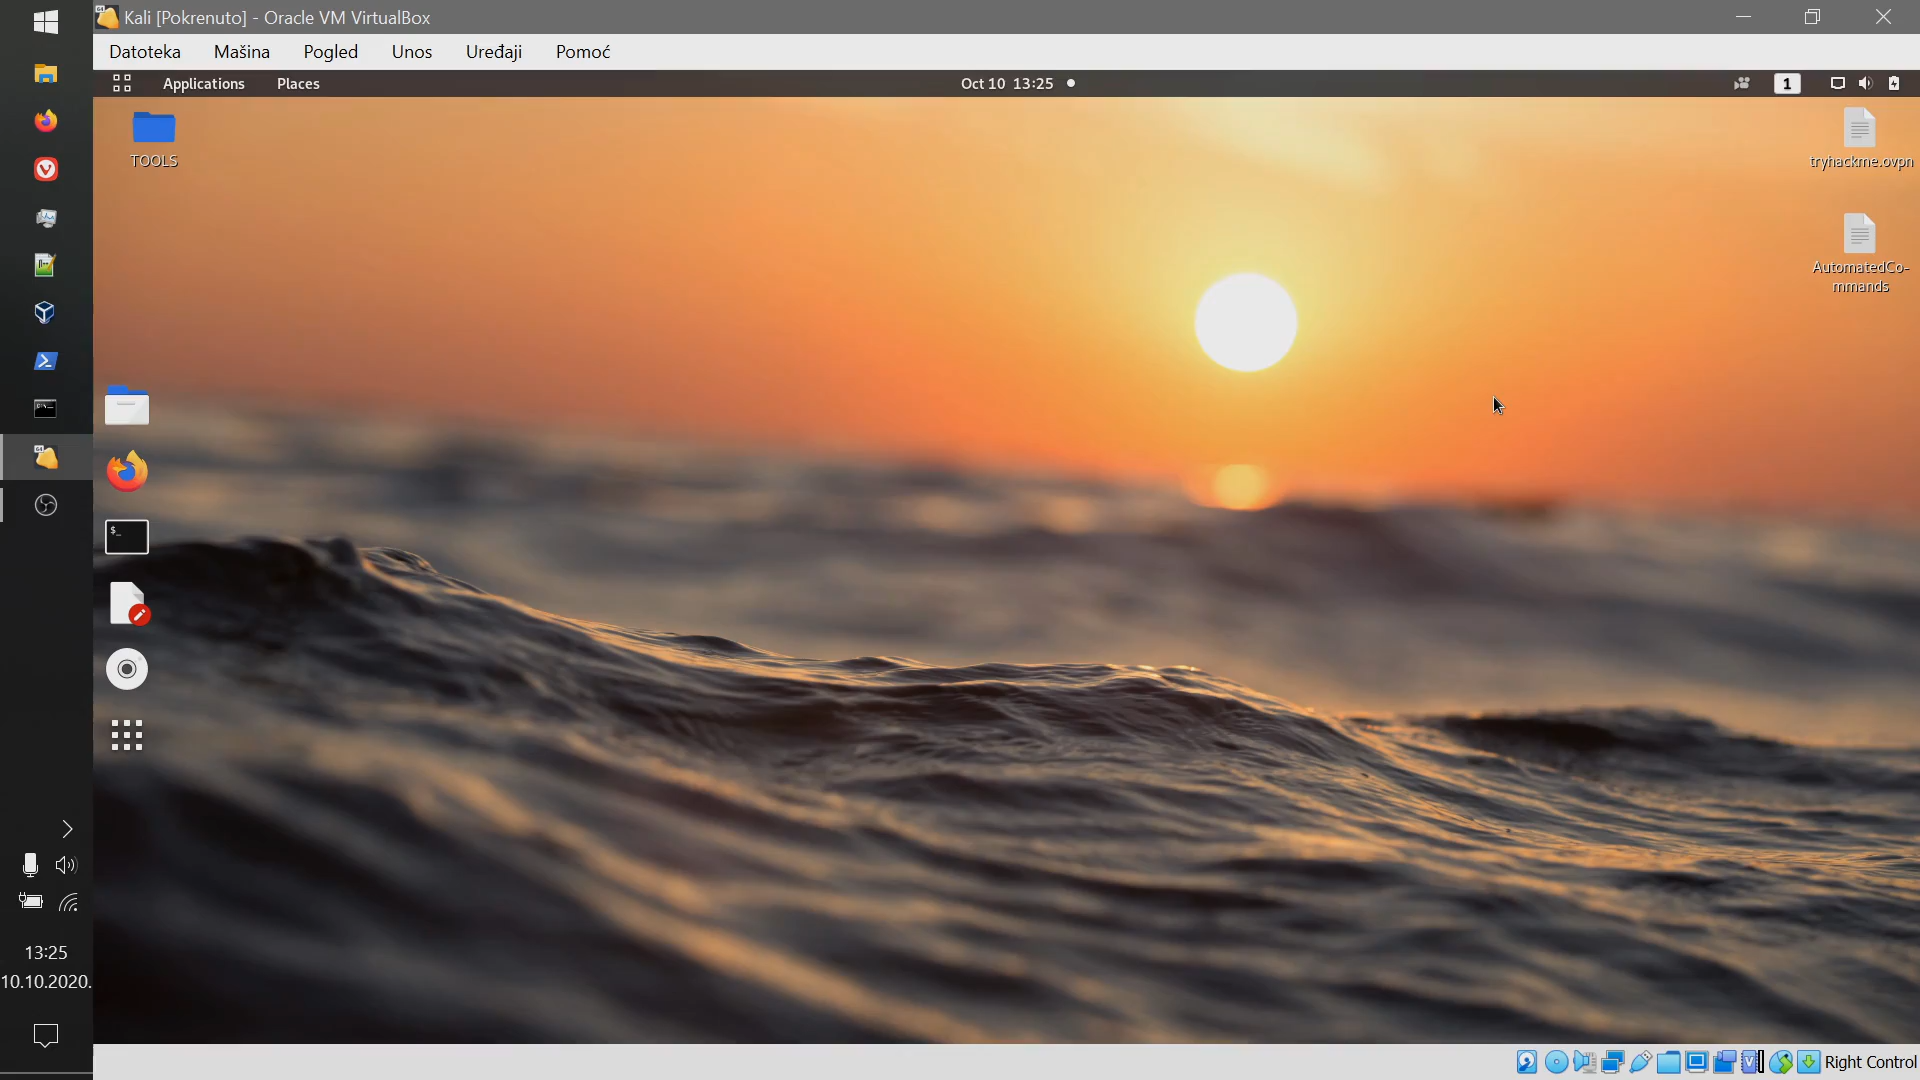 Kali [Pokrenuto] - Oracle VM VirtualBox
Datoteka Mašina Pogled Unos Uređaji Pomoć
Applications Places Oct 10 13:25 1
TOOLS
tryhackme.ovpn
AutomatedCo-
mmands
$_
13:25
10.10.2020.
Right Control